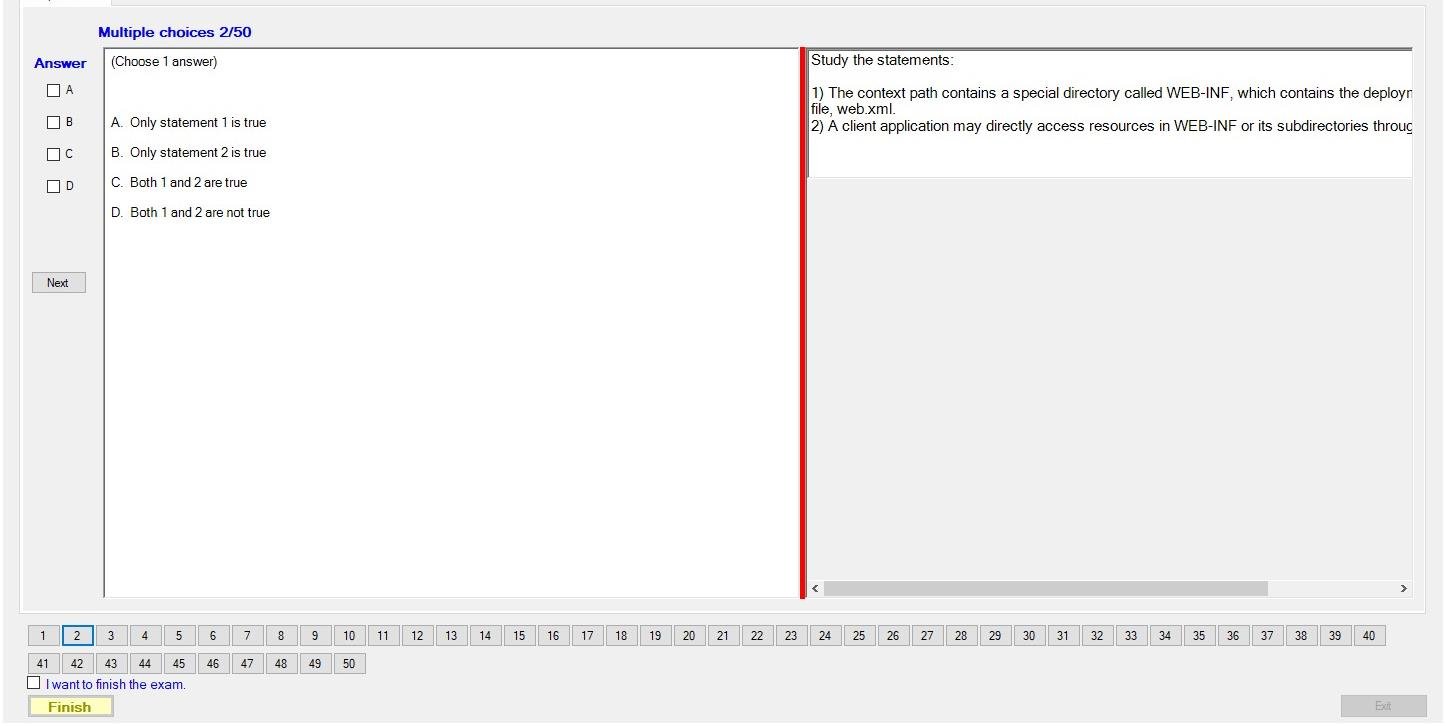 Multiple choices 2/50
Answer
A
B
C
D
Next
(Choose 1 answer)
A. Only statement 1 is true
B. Only statement 2 is true
C. Both 1 and 2 are true
D. Both 1 and 2 are not true
Study the statements:
1) The context path contains a special directory called WEB-INF, which contains the
file, web.xml.
2) A client application may directly access resources in WEB-INF or its subdirectories
1 2 3 4 5 6 7 8 9 10 11 12 13 14 15 16 17 18 19 20 21 22 23 24 25 26 27 28 29 30 31 32 33 34 35 36 37 38 39 40
41 42 43 44 45 46 47 48 49 50
I want to finish the exam.
Finish
Exit